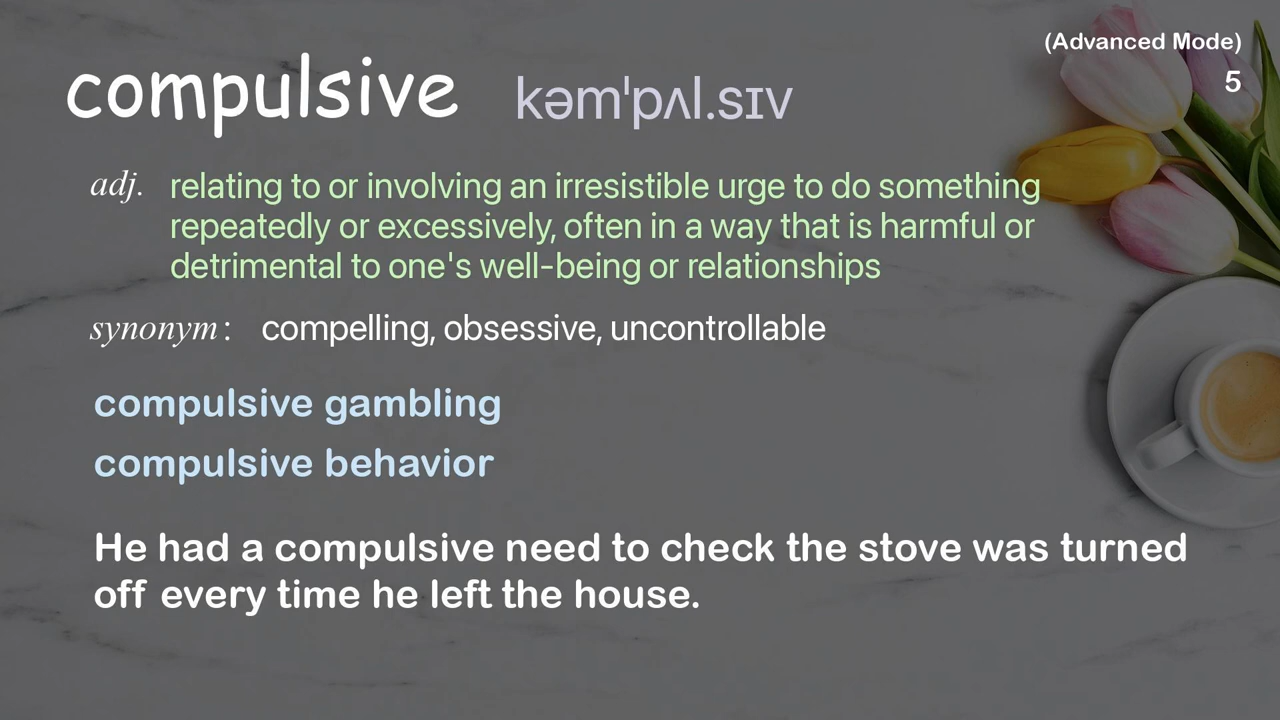 (Advanced Mode)
5
compulsive kəmˈpʌl.sɪv
adj. relating to or involving an irresistible urge to do something
repeatedly or excessively, often in a way that is harmful or
detrimental to one's well-being or relationships
synonym: compelling, obsessive, uncontrollable
compulsive gambling
compulsive behavior
He had a compulsive need to check the stove was turned
off every time he left the house.